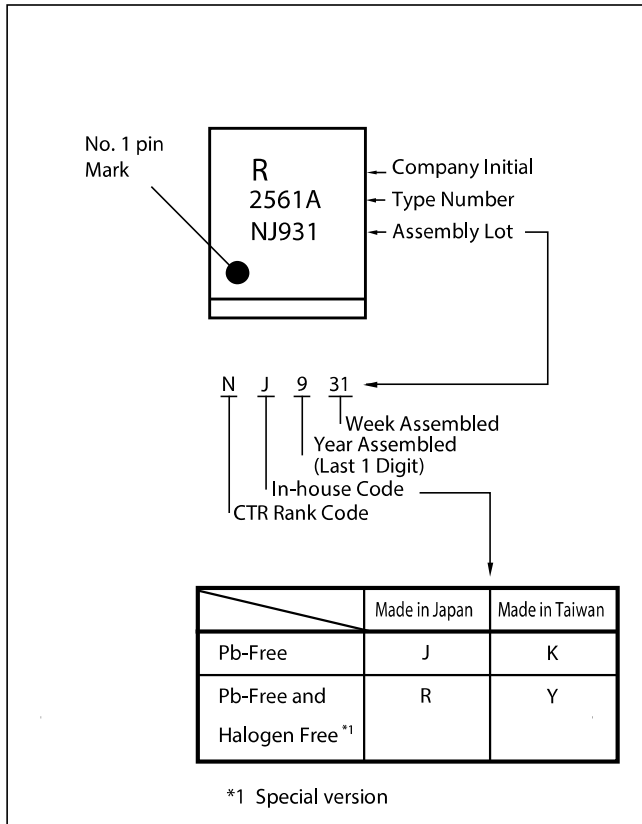 No. 1 pin
Mark
R
2561A
NJ931
Company Initial
Type Number
Assembly Lot
N J 9 31
Week Assembled
Year Assembled
(Last 1 Digit)
In-house Code
CTR Rank Code
Made in Japan Made in Taiwan
Pb-Free J K
Pb-Free and R Y
Halogen Free *1
*1 Special version